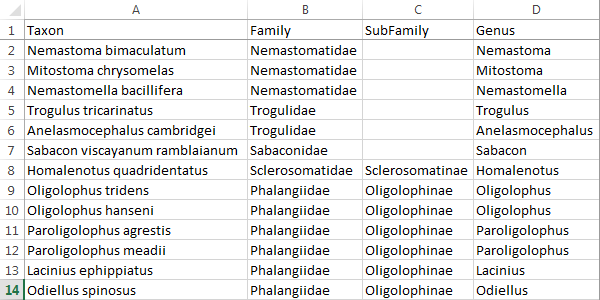 A B C D
1 Taxon Family SubFamily Genus
2 Nemastoma bimaculatum Nemastomatidae Nemastoma
3 Mitostoma chrysomelas Nemastomatidae Mitostoma
4 Nemastomella bacillifera Nemastomatidae Nemastomella
5 Trogulus tricarinatus Trogulidae Trogulus
6 Anelasmocephalus cambridgei Trogulidae Anelasmocephalus
7 Sabacon viscayanum ramblaianum Sabaconidae Sabacon
8 Homalenotus quadridentatus Sclerosomatidae Sclerosomatinae Homalenotus
9 Oligolophus tridens Phalangiidae Oligolophinae Oligolophus
10 Oligolophus hanseni Phalangiidae Oligolophinae Oligolophus
11 Paroligolophus agrestis Phalangiidae Oligolophinae Paroligolophus
12 Paroligolophus meadii Phalangiidae Oligolophinae Paroligolophus
13 Lacinius ephippiatus Phalangiidae Oligolophinae Lacinius
14 Odiellus spinosus Phalangiidae Oligolophinae Odiellus